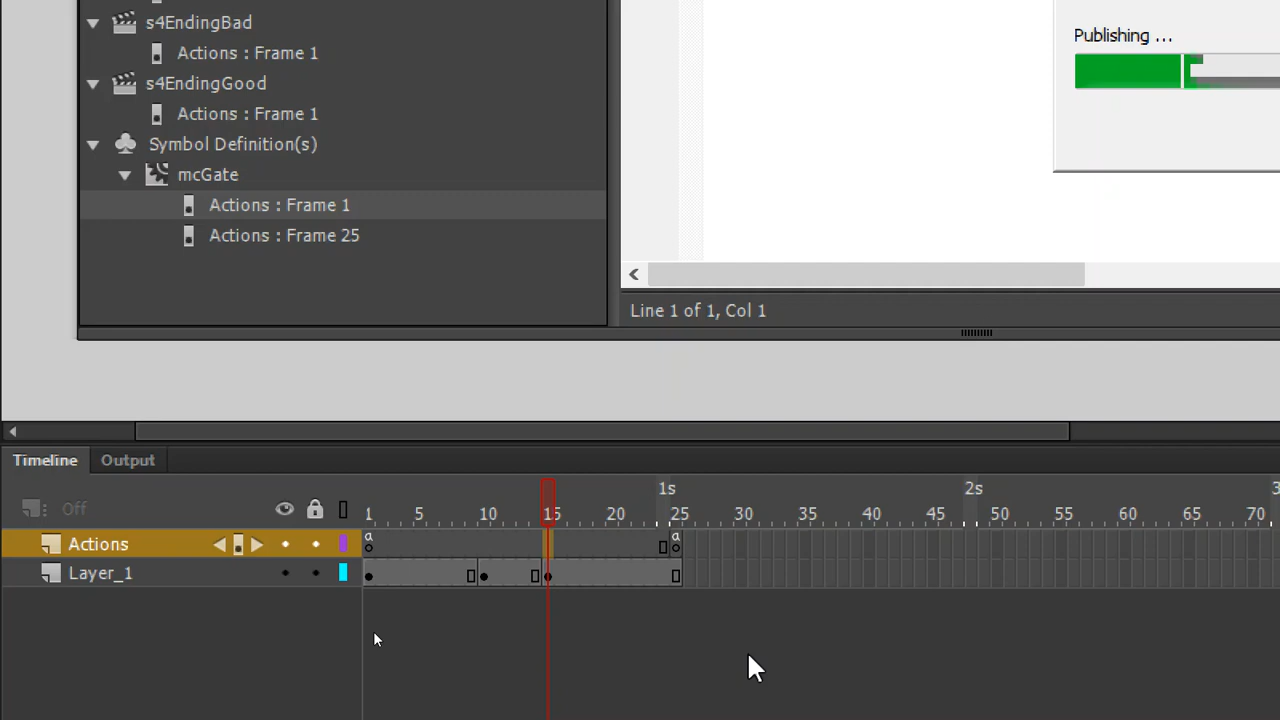 s4EndingBad
Actions : Frame 1
s4EndingGood
Actions : Frame 1
Symbol Definition(s)
mcGate
Actions : Frame 1
Actions : Frame 25
Publishing ...
Line 1 of 1, Col 1
Timeline Output
1s 2s 3
Off 1 5 10 15 20 25 30 35 40 45 50 55 60 65 70
Actions a a
Layer_1